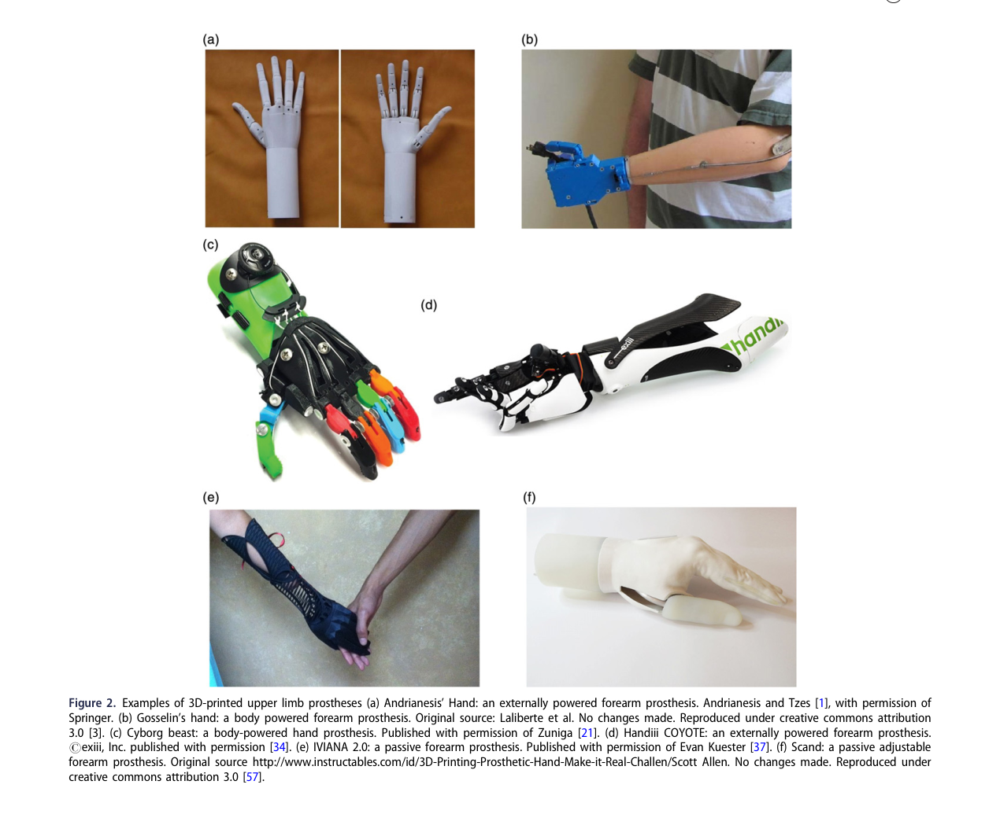 (a)
(b)
(c)
(d)
exiii
handiii
(e)
(f)
Figure 2. Examples of 3D-printed upper limb prostheses (a) Andrianesis’ Hand: an externally powered forearm prosthesis. Andrianesis and Tzes [1], with permission of
Springer. (b) Gosselin’s hand: a body powered forearm prosthesis. Original source: Laliberte et al. No changes made. Reproduced under creative commons attribution
3.0 [3]. (c) Cyborg beast: a body-powered hand prosthesis. Published with permission of Zuniga [21]. (d) Handiii COYOTE: an externally powered forearm prosthesis.
©exiii, Inc. published with permission [34]. (e) IVIANA 2.0: a passive forearm prosthesis. Published with permission of Evan Kuester [37]. (f) Scand: a passive adjustable
forearm prosthesis. Original source http://www.instructables.com/id/3D-Printing-Prosthetic-Hand-Make-it-Real-Challen/Scott Allen. No changes made. Reproduced under
creative commons attribution 3.0 [57].